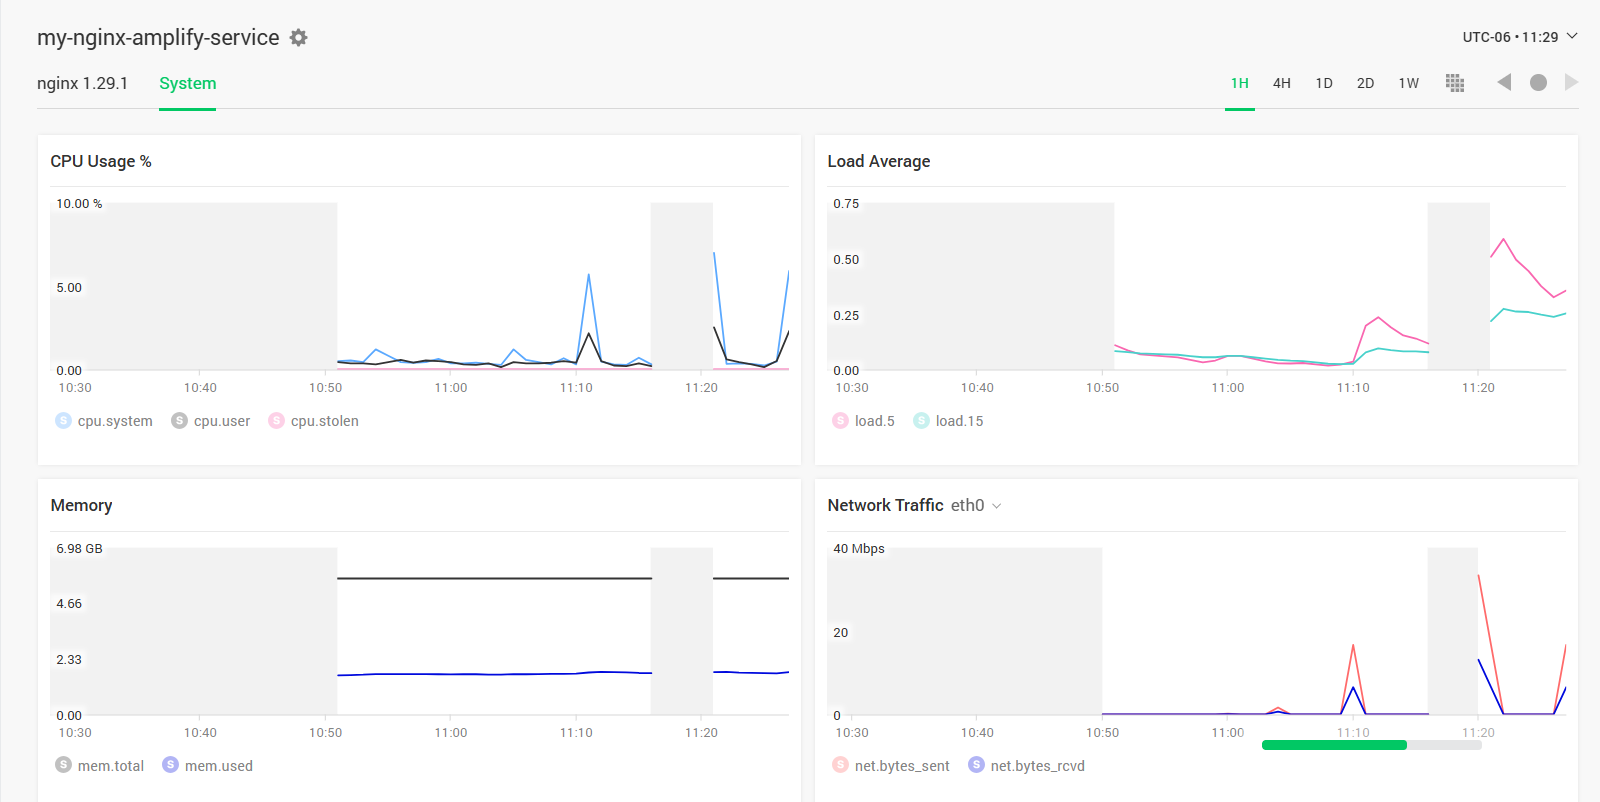 my-nginx-amplify-service
UTC-06 • 11:29
nginx 1.29.1 System
1H 4H 1D 2D 1W
CPU Usage %
10.00 %
5.00
0.00
10:30 10:40 10:50 11:00 11:10 11:20
S cpu.system S cpu.user S cpu.stolen
Load Average
0.75
0.50
0.25
0.00
10:30 10:40 10:50 11:00 11:10 11:20
S load.5 S load.15
Memory
6.98 GB
4.66
2.33
0.00
10:30 10:40 10:50 11:00 11:10 11:20
S mem.total S mem.used
Network Traffic eth0
40 Mbps
20
0
10:30 10:40 10:50 11:00 11:10 11:20
S net.bytes_sent S net.bytes_rcvd